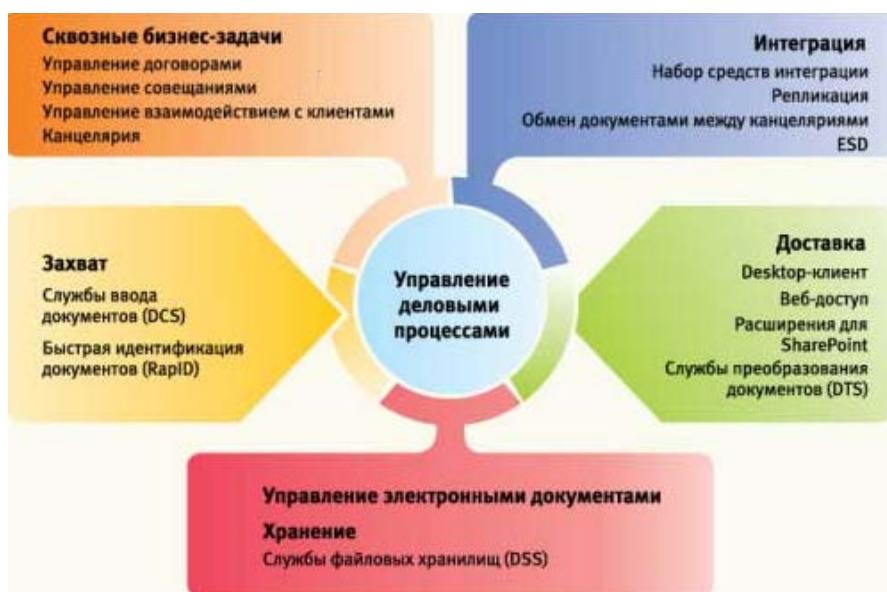 Сквозные бизнес-задачи
Управление договорами
Управление совещаниями
Управление взаимодействием с клиентами
Канцелярия
Интеграция
Набор средств интеграции
Репликация
Обмен документами между канцеляриями
ESD
Захват
Службы ввода
документов (DCS)
Быстрая идентификация
документов (RapID)
Управление
деловыми
процессами
Доставка
Desktop-клиент
Веб-доступ
Расширения для
SharePoint
Службы преобразования
документов (DTS)
Управление электронными документами
Хранение
Службы файловых хранилищ (DSS)